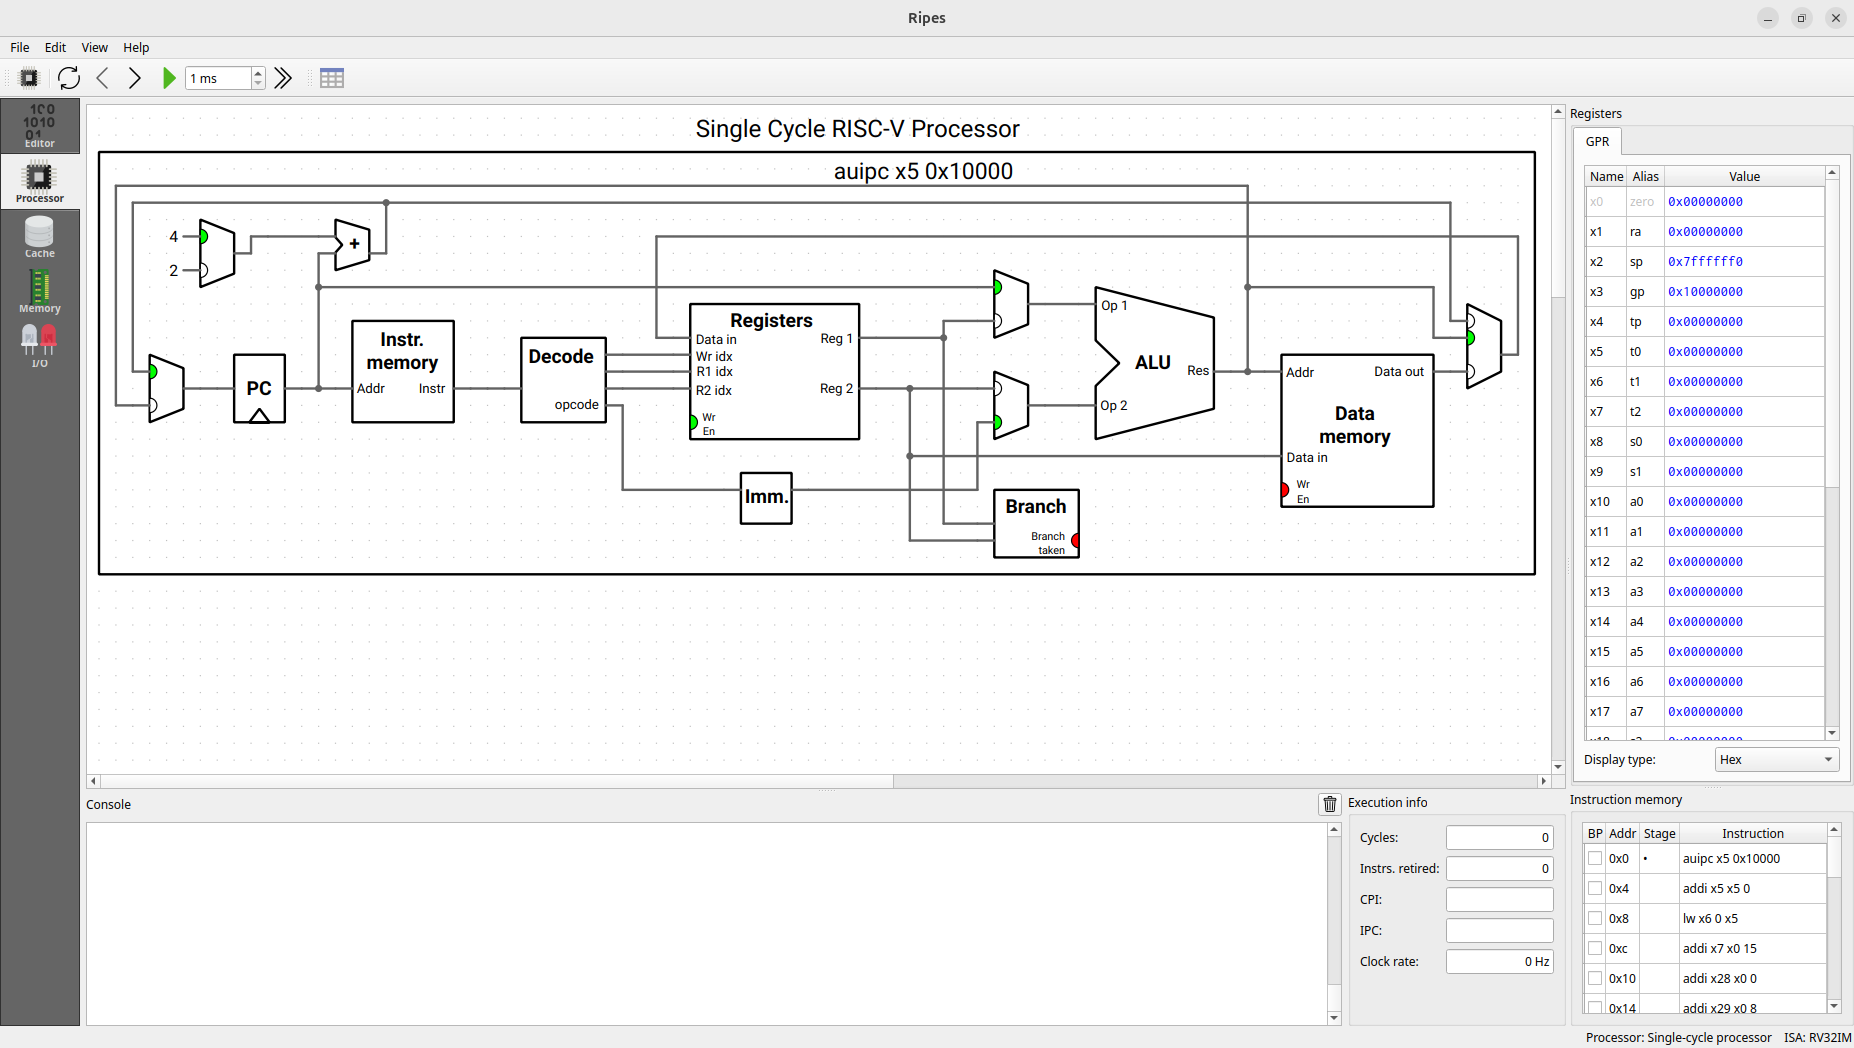 Ripes
File Edit View Help
1 ms
Editor
Processor
Cache
Memory
I/O
Single Cycle RISC-V Processor
auipc x5 0x10000
4
2
+
PC
Instr. memory
Addr Instr
Decode
opcode
Registers
Data in Reg 1
Wr idx
R1 idx
R2 idx Reg 2
Wr
En
Imm.
Op 1
ALU
Res
Op 2
Branch
Branch
taken
Addr Data out
Data
memory
Data in
Wr
En
Registers
GPR
Name Alias Value
x0 zero 0x00000000
x1 ra 0x00000000
x2 sp 0x7ffffff0
x3 gp 0x10000000
x4 tp 0x00000000
x5 t0 0x00000000
x6 t1 0x00000000
x7 t2 0x00000000
x8 s0 0x00000000
x9 s1 0x00000000
x10 a0 0x00000000
x11 a1 0x00000000
x12 a2 0x00000000
x13 a3 0x00000000
x14 a4 0x00000000
x15 a5 0x00000000
x16 a6 0x00000000
x17 a7 0x00000000
Display type: Hex
Console
Execution info
Cycles: 0
Instrs. retired: 0
CPI:
IPC:
Clock rate: 0 Hz
Instruction memory
BP Addr Stage Instruction
0x0 • auipc x5 0x10000
0x4 addi x5 x5 0
0x8 lw x6 0 x5
0xc addi x7 x0 15
0x10 addi x28 x0 0
0x14 addi x29 x0 8
Processor: Single-cycle processor ISA: RV32IM